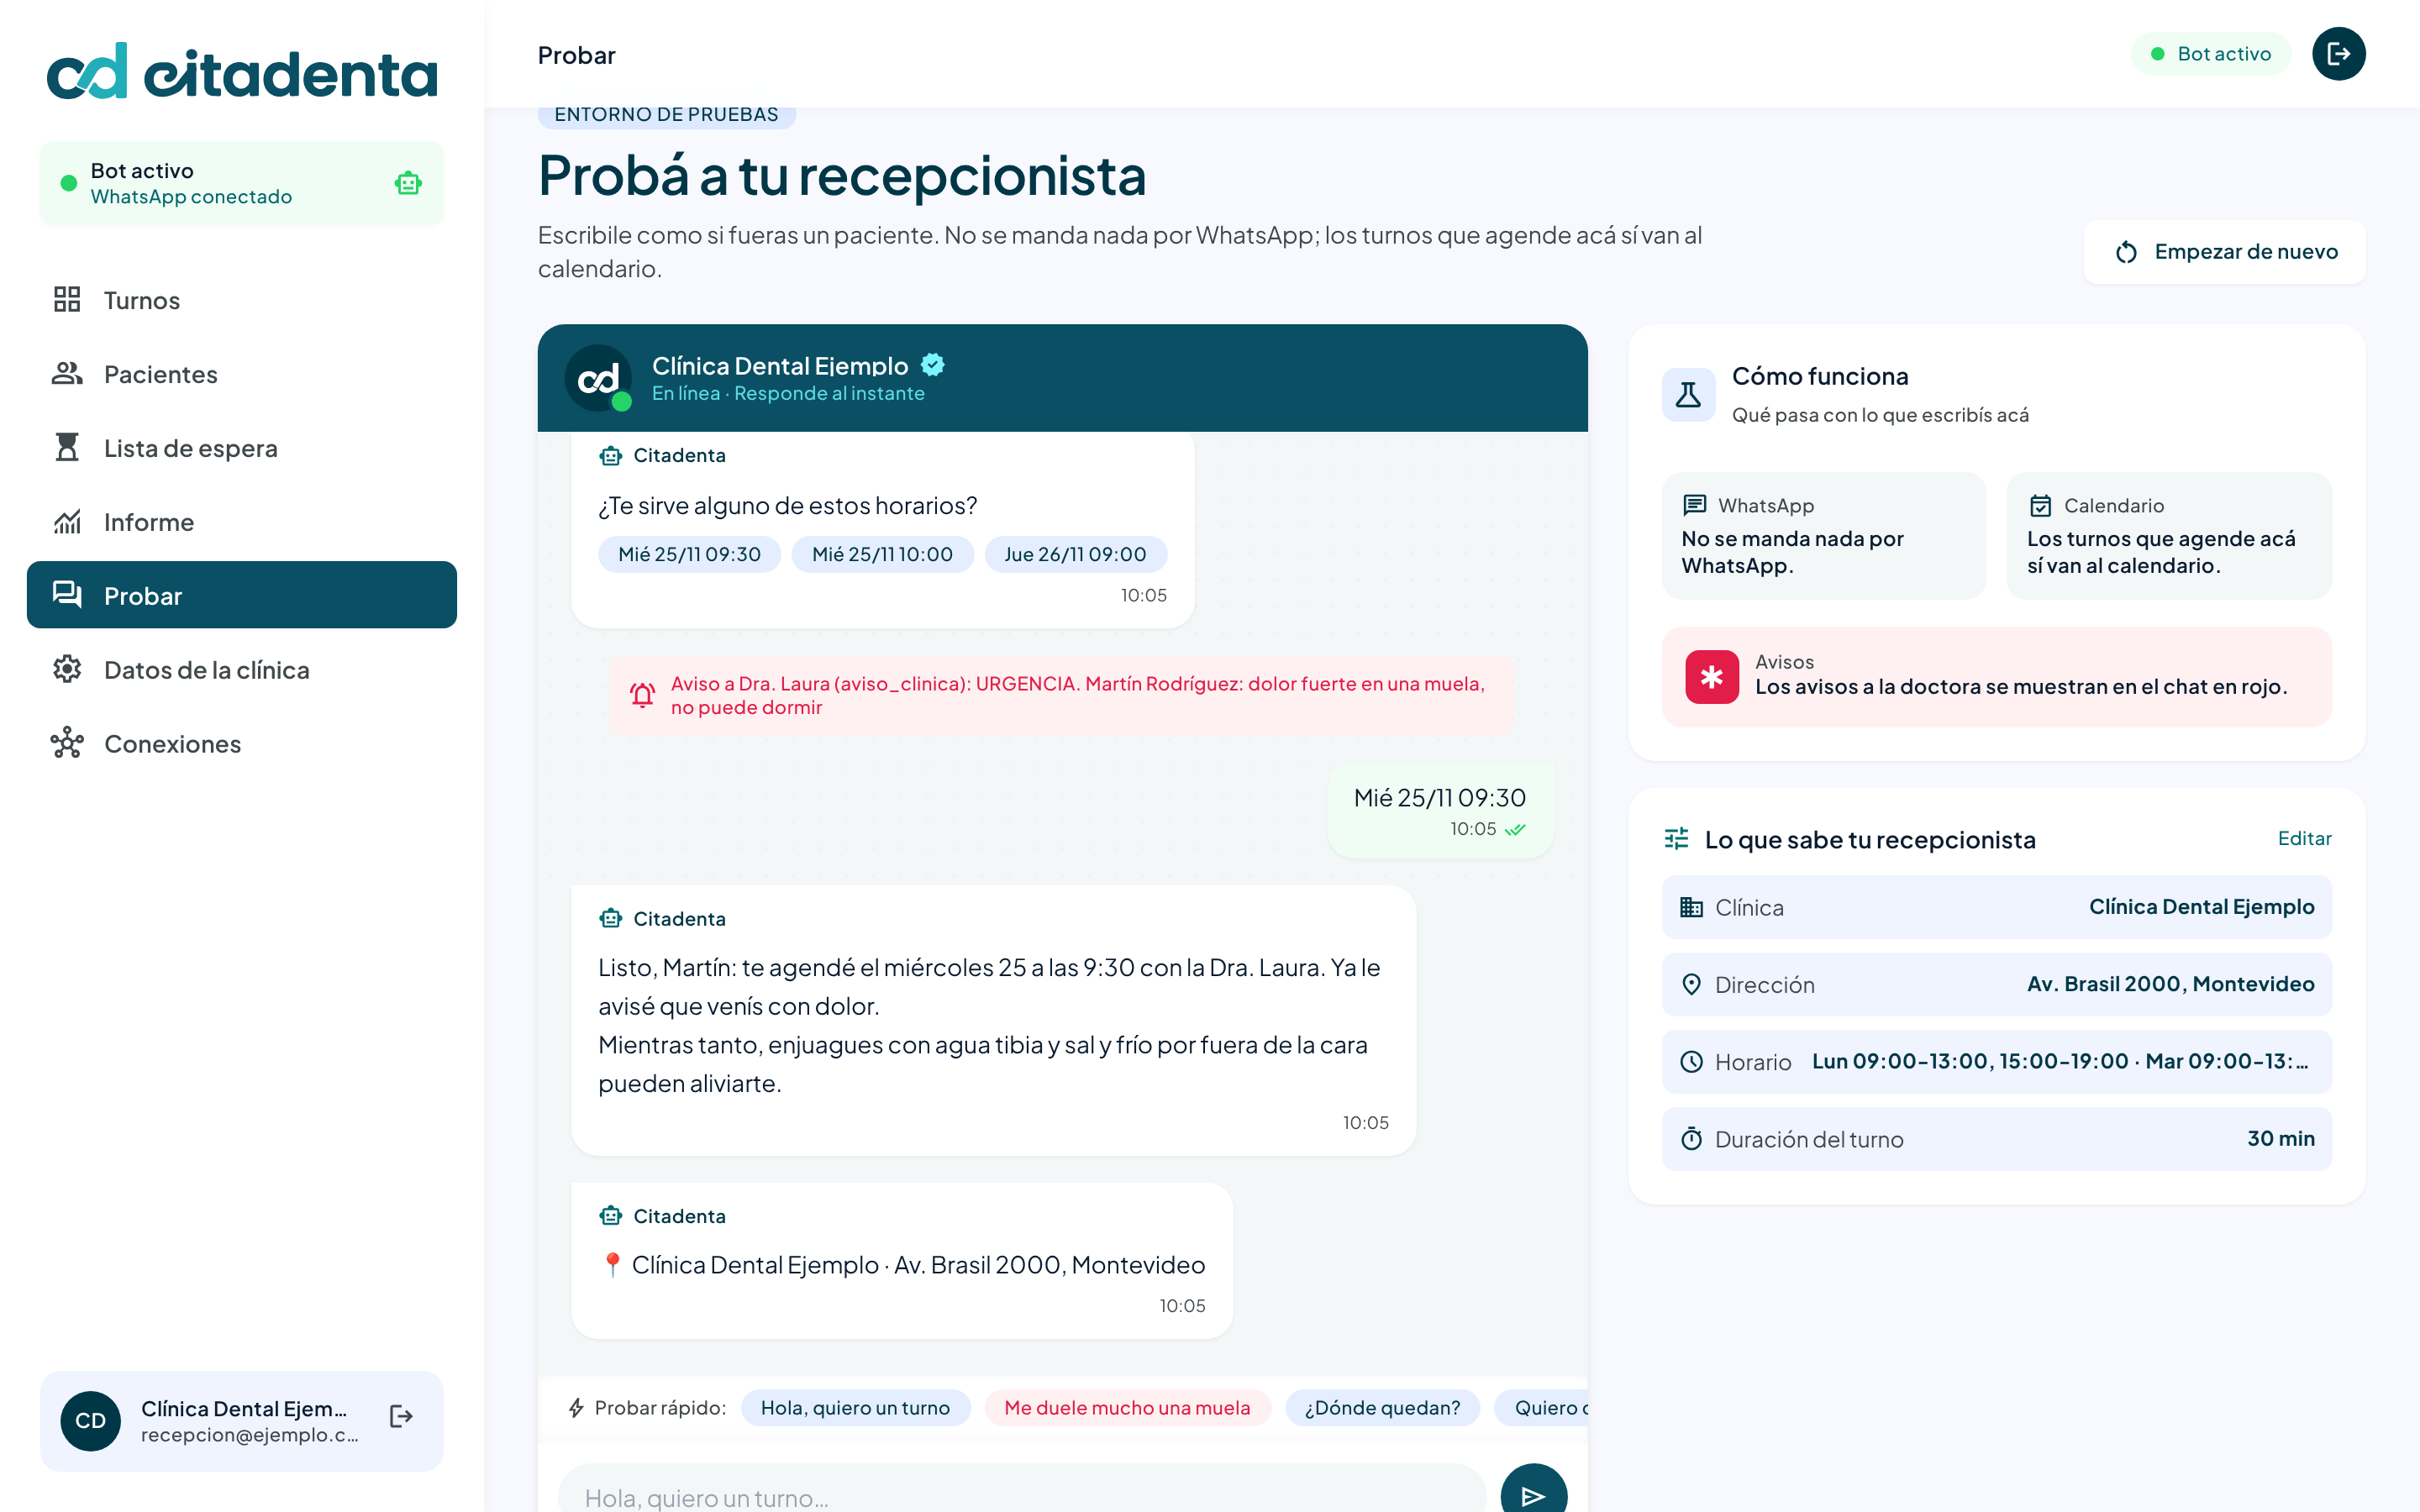 cd citadenta
Bot activo
WhatsApp conectado
Turnos
Pacientes
Lista de espera
Informe
Probar
Datos de la clínica
Conexiones
CD
Clínica Dental Ejem...
recepcion@ejemplo.c...
Probar
Bot activo
ENTORNO DE PRUEBAS
Probá a tu recepcionista
Escribile como si fueras un paciente. No se manda nada por WhatsApp; los turnos que agende acá sí van al
calendario.
Empezar de nuevo
cd
Clínica Dental Ejemplo
En línea · Responde al instante
Citadenta
¿Te sirve alguno de estos horarios?
Mié 25/11 09:30
Mié 25/11 10:00
Jue 26/11 09:00
10:05
Aviso a Dra. Laura (aviso_clinica): URGENCIA. Martín Rodríguez: dolor fuerte en una muela,
no puede dormir
Mié 25/11 09:30
10:05
Citadenta
Listo, Martín: te agendé el miércoles 25 a las 9:30 con la Dra. Laura. Ya le
avisé que venís con dolor.
Mientras tanto, enjuagues con agua tibia y sal y frío por fuera de la cara
pueden aliviarte.
10:05
Citadenta
📍 Clínica Dental Ejemplo · Av. Brasil 2000, Montevideo
10:05
Probar rápido:
Hola, quiero un turno
Me duele mucho una muela
¿Dónde quedan?
Quiero
Hola, quiero un turno...
Cómo funciona
Qué pasa con lo que escribís acá
WhatsApp
No se manda nada por
WhatsApp.
Calendario
Los turnos que agende acá
sí van al calendario.
Avisos
Los avisos a la doctora se muestran en el chat en rojo.
Lo que sabe tu recepcionista
Editar
Clínica
Clínica Dental Ejemplo
Dirección
Av. Brasil 2000, Montevideo
Horario
Lun 09:00-13:00, 15:00-19:00 · Mar 09:00-13:...
Duración del turno
30 min